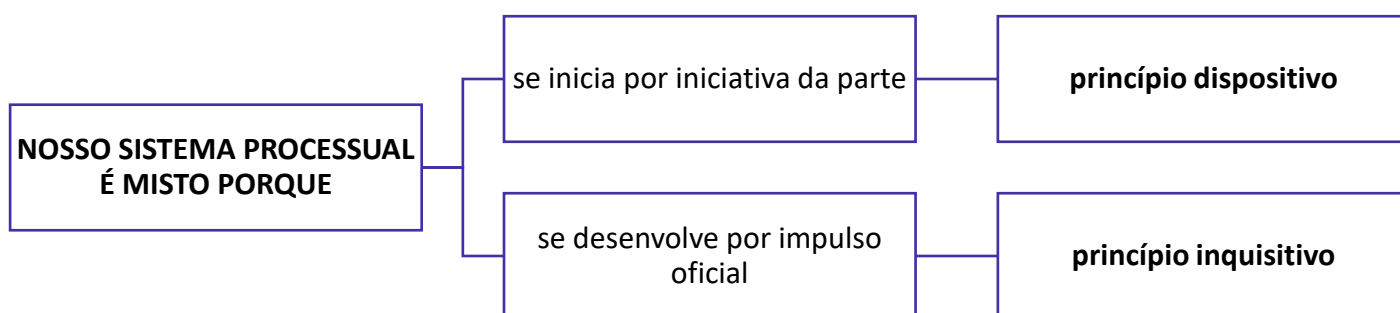 NOSSO SISTEMA PROCESSUAL
É MISTO PORQUE
se inicia por iniciativa da parte
princípio dispositivo
se desenvolve por impulso
oficial
princípio inquisitivo